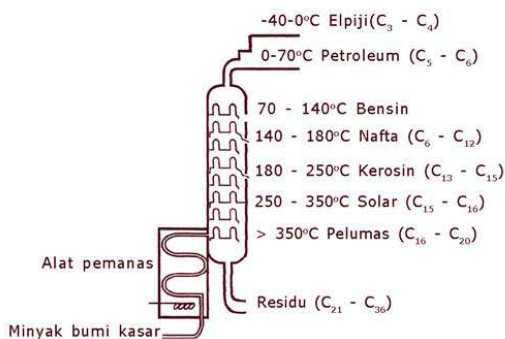 -40-0°C Elpiji(C₃ - C₄)
0-70°C Petroleum (C₅ - C₆)
70 - 140°C Bensin
140 - 180°C Nafta (C₆ - C₁₂)
180 - 250°C Kerosin (C₁₃ - C₁₅)
250 - 350°C Solar (C₁₅ - C₁₆)
> 350°C Pelumas (C₁₆ - C₂₀)
Alat pemanas
Residu (C₂₁ - C₃₆)
Minyak bumi kasar